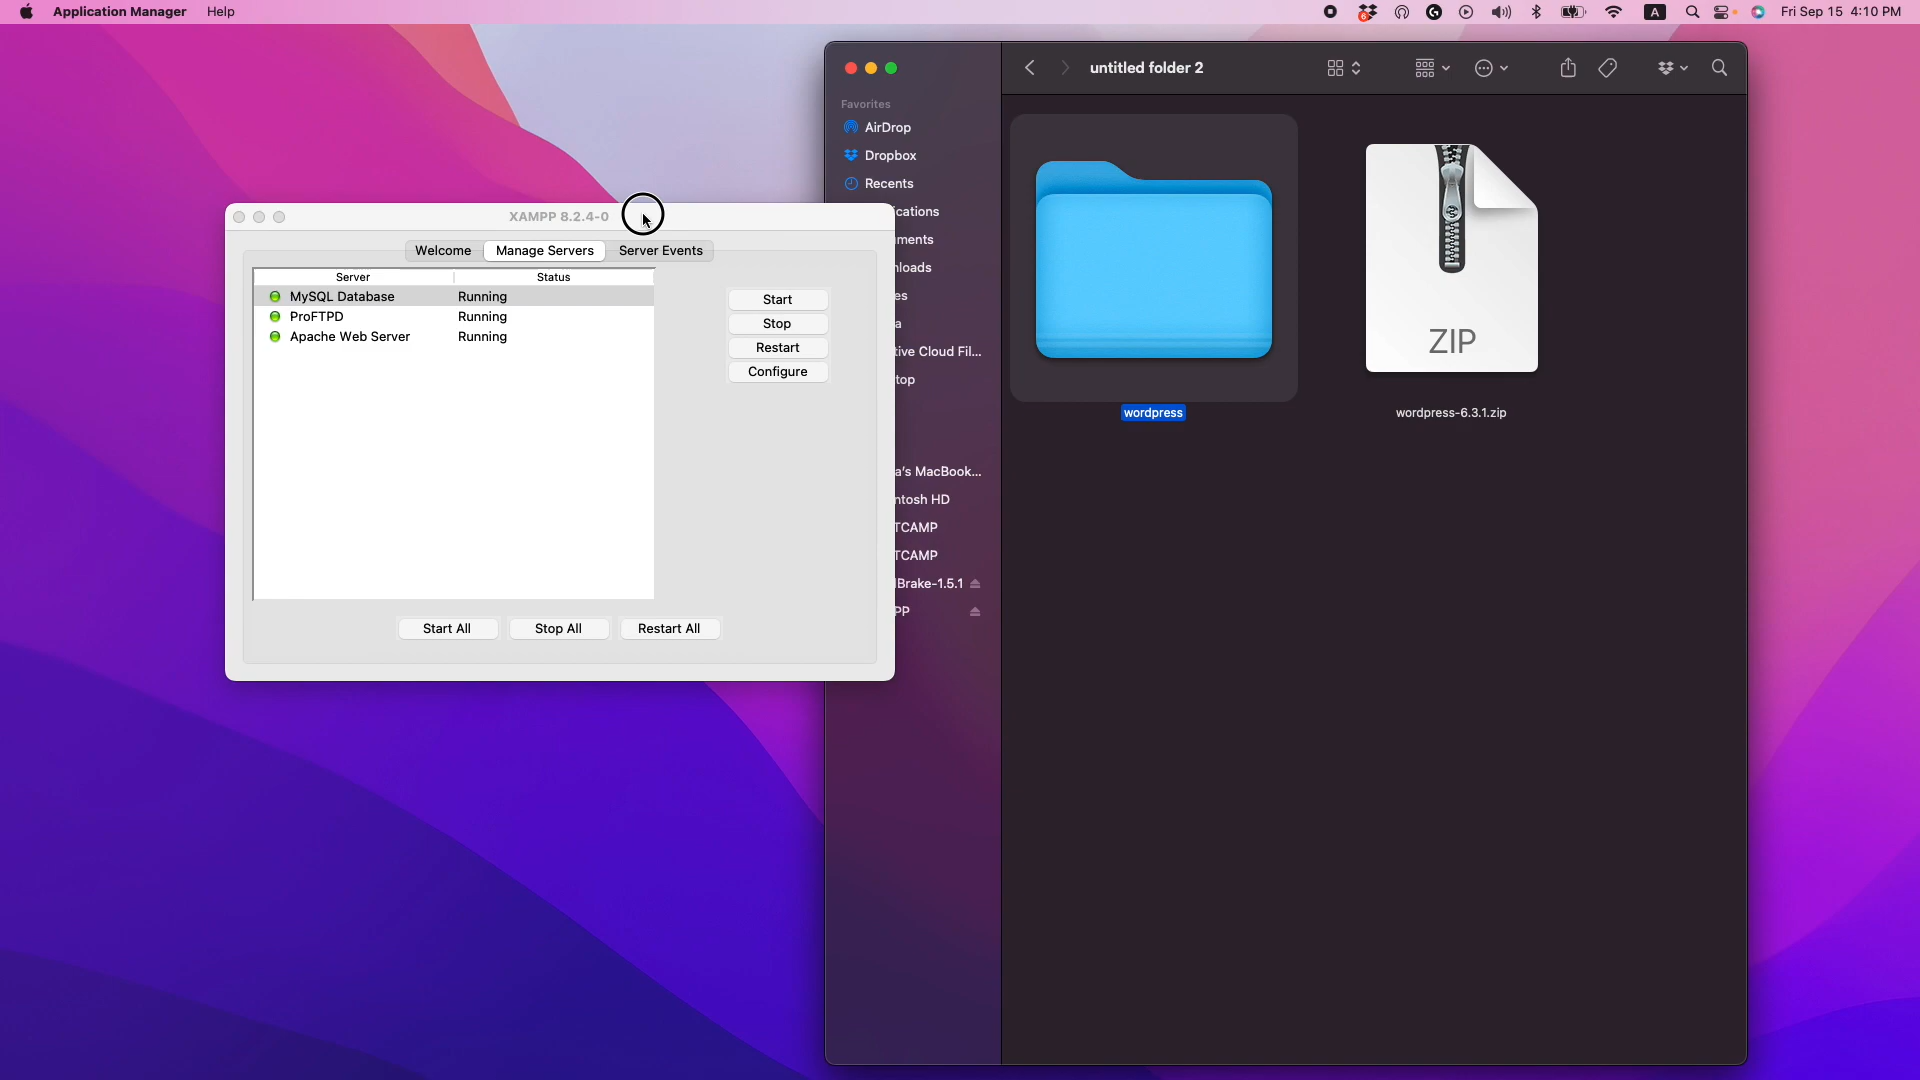 Application Manager Help
6
A
Fri Sep 15 4:10 PM
untitled folder 2
Favorites
AirDrop
Dropbox
Recents
cations
ments
nloads
es
a
tive Cloud Fil...
top
a's MacBook...
ntosh HD
TCAMP
TCAMP
Brake-1.5.1
PP
XAMPP 8.2.4-0
Welcome Manage Servers Server Events
Server Status
MySQL Database Running
ProFTPD Running
Apache Web Server Running
Start
Stop
Restart
Configure
Start All Stop All Restart All
ZIP
wordpress
wordpress-6.3.1.zip